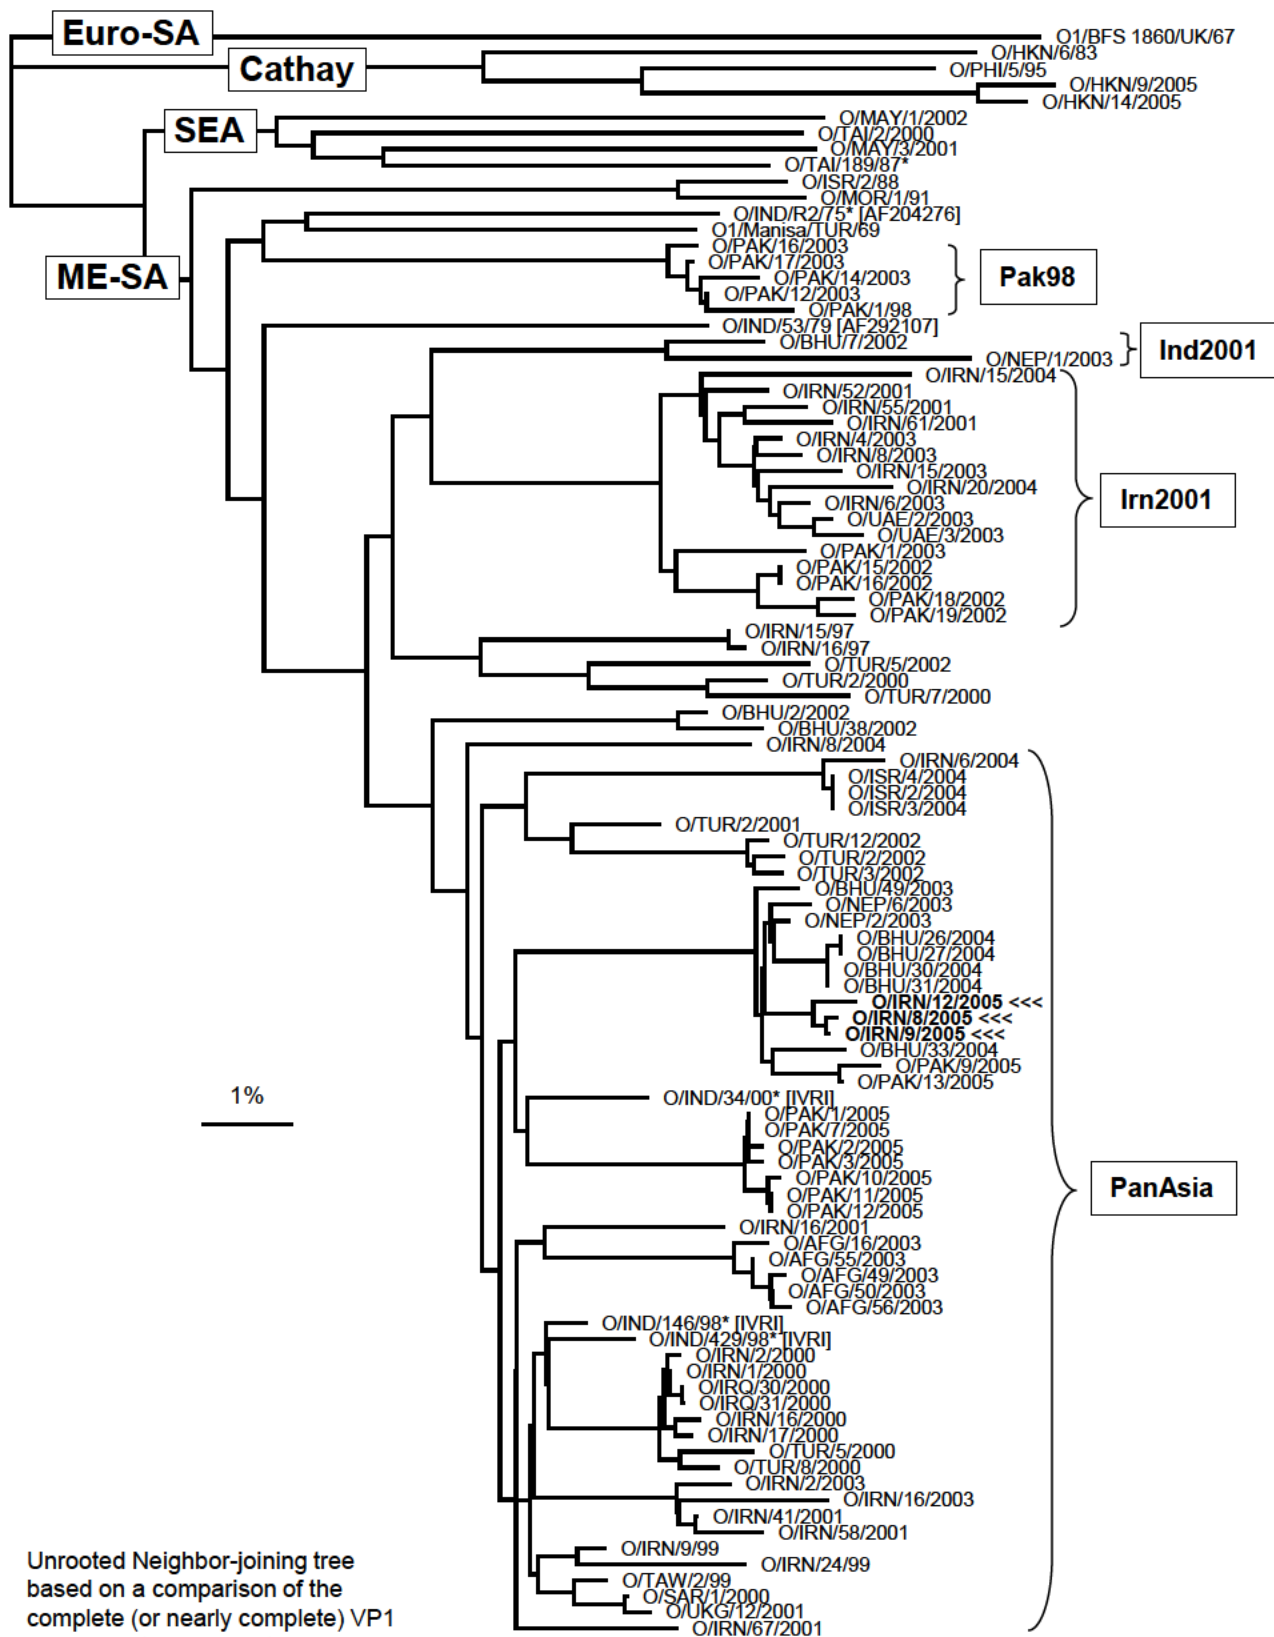 Euro-SA
O1/BFS 1860/UK/67
Cathay
O/HKN/6/83
O/PHI/5/95
O/HKN/9/2005
O/HKN/14/2005
SEA
O/MAY/1/2002
O/TAI/2/2000
O/MAY/3/2001
O/TAI/189/87*
O/ISR/2/88
O/MOR/1/91
ME-SA
O/IND/R2/75* [AF204276]
O1/Manisa/TUR/69
O/PAK/16/2003
O/PAK/17/2003
O/PAK/14/2003
O/PAK/12/2003
O/PAK/1/98
Pak98
O/IND/53/79 [AF292107]
O/BHU/7/2002
O/NEP/1/2003
Ind2001
O/IRN/15/2004
O/IRN/52/2001
O/IRN/55/2001
O/IRN/61/2001
O/IRN/4/2003
O/IRN/8/2003
O/IRN/15/2003
O/IRN/20/2004
O/IRN/6/2003
O/UAE/2/2003
O/UAE/3/2003
O/PAK/1/2003
O/PAK/15/2002
O/PAK/16/2002
O/PAK/18/2002
O/PAK/19/2002
Irn2001
O/IRN/15/97
O/IRN/16/97
O/TUR/5/2002
O/TUR/2/2000
O/TUR/7/2000
O/BHU/2/2002
O/BHU/38/2002
O/IRN/8/2004
O/IRN/6/2004
O/ISR/4/2004
O/ISR/2/2004
O/ISR/3/2004
O/TUR/2/2001
O/TUR/12/2002
O/TUR/2/2002
O/TUR/3/2002
O/BHU/49/2003
O/NEP/6/2003
O/NEP/2/2003
O/BHU/26/2004
O/BHU/27/2004
O/BHU/30/2004
O/BHU/31/2004
O/IRN/12/2005 <<<
O/IRN/8/2005 <<<
O/IRN/9/2005 <<<
O/BHU/33/2004
O/PAK/9/2005
O/PAK/13/2005
1%
O/IND/34/00* [IVRI]
O/PAK/1/2005
O/PAK/7/2005
O/PAK/2/2005
O/PAK/3/2005
O/PAK/10/2005
O/PAK/11/2005
O/PAK/12/2005
PanAsia
O/IRN/16/2001
O/AFG/16/2003
O/AFG/55/2003
O/AFG/49/2003
O/AFG/50/2003
O/AFG/56/2003
O/IND/146/98* [IVRI]
O/IND/429/98* [IVRI]
O/IRN/2/2000
O/IRN/1/2000
O/IRQ/30/2000
O/IRQ/31/2000
O/IRN/16/2000
O/IRN/17/2000
O/TUR/5/2000
O/TUR/8/2000
O/IRN/2/2003
O/IRN/16/2003
O/IRN/41/2001
O/IRN/58/2001
O/IRN/9/99
O/IRN/24/99
O/TAW/2/99
O/SAR/1/2000
O/UKG/12/2001
O/IRN/67/2001
Unrooted Neighbor-joining tree
based on a comparison of the
complete (or nearly complete) VP1